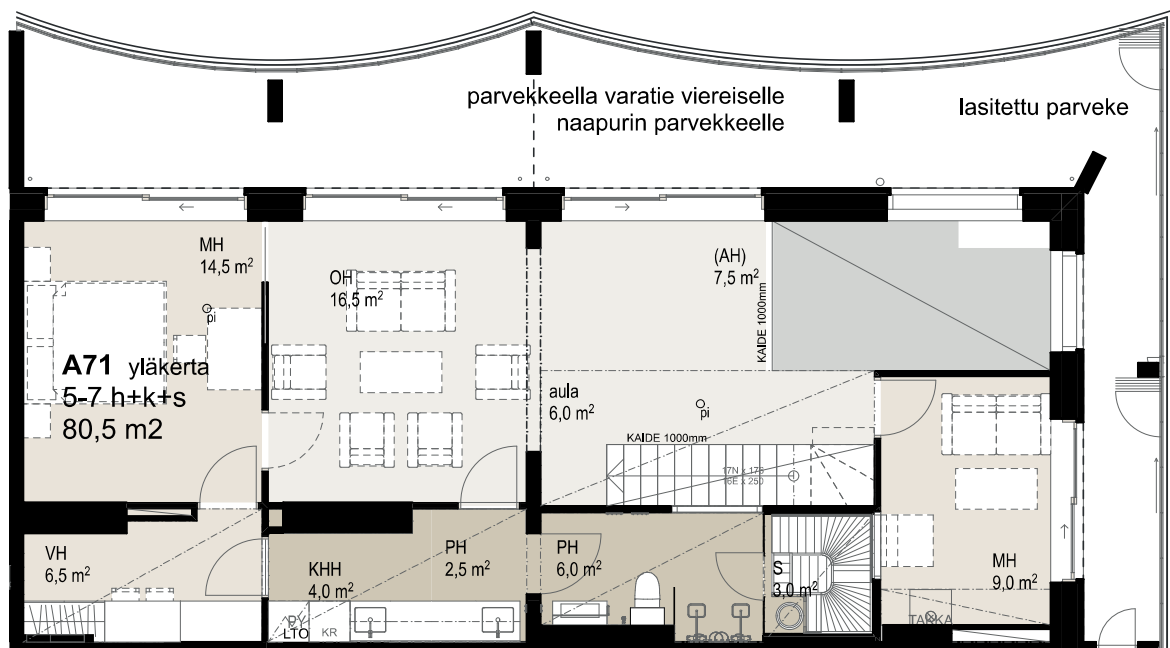 parvekkeella varatie viereiselle
naapurin parvekkeelle
lasitettu parveke
MH
14,5 m²
pi
A71 yläkerta
5-7 h+k+s
80,5 m2
OH
16,5 m²
(AH)
7,5 m²
KAIDE 1000mm
aula
6,0 m²
pi
KAIDE 1000mm
17N x 175
16E x 250
VH
6,5 m²
KHH
4,0 m²
PH
2,5 m²
PH
6,0 m²
S
3,0 m²
MH
9,0 m²
PY
LTO
KR
TAKKA